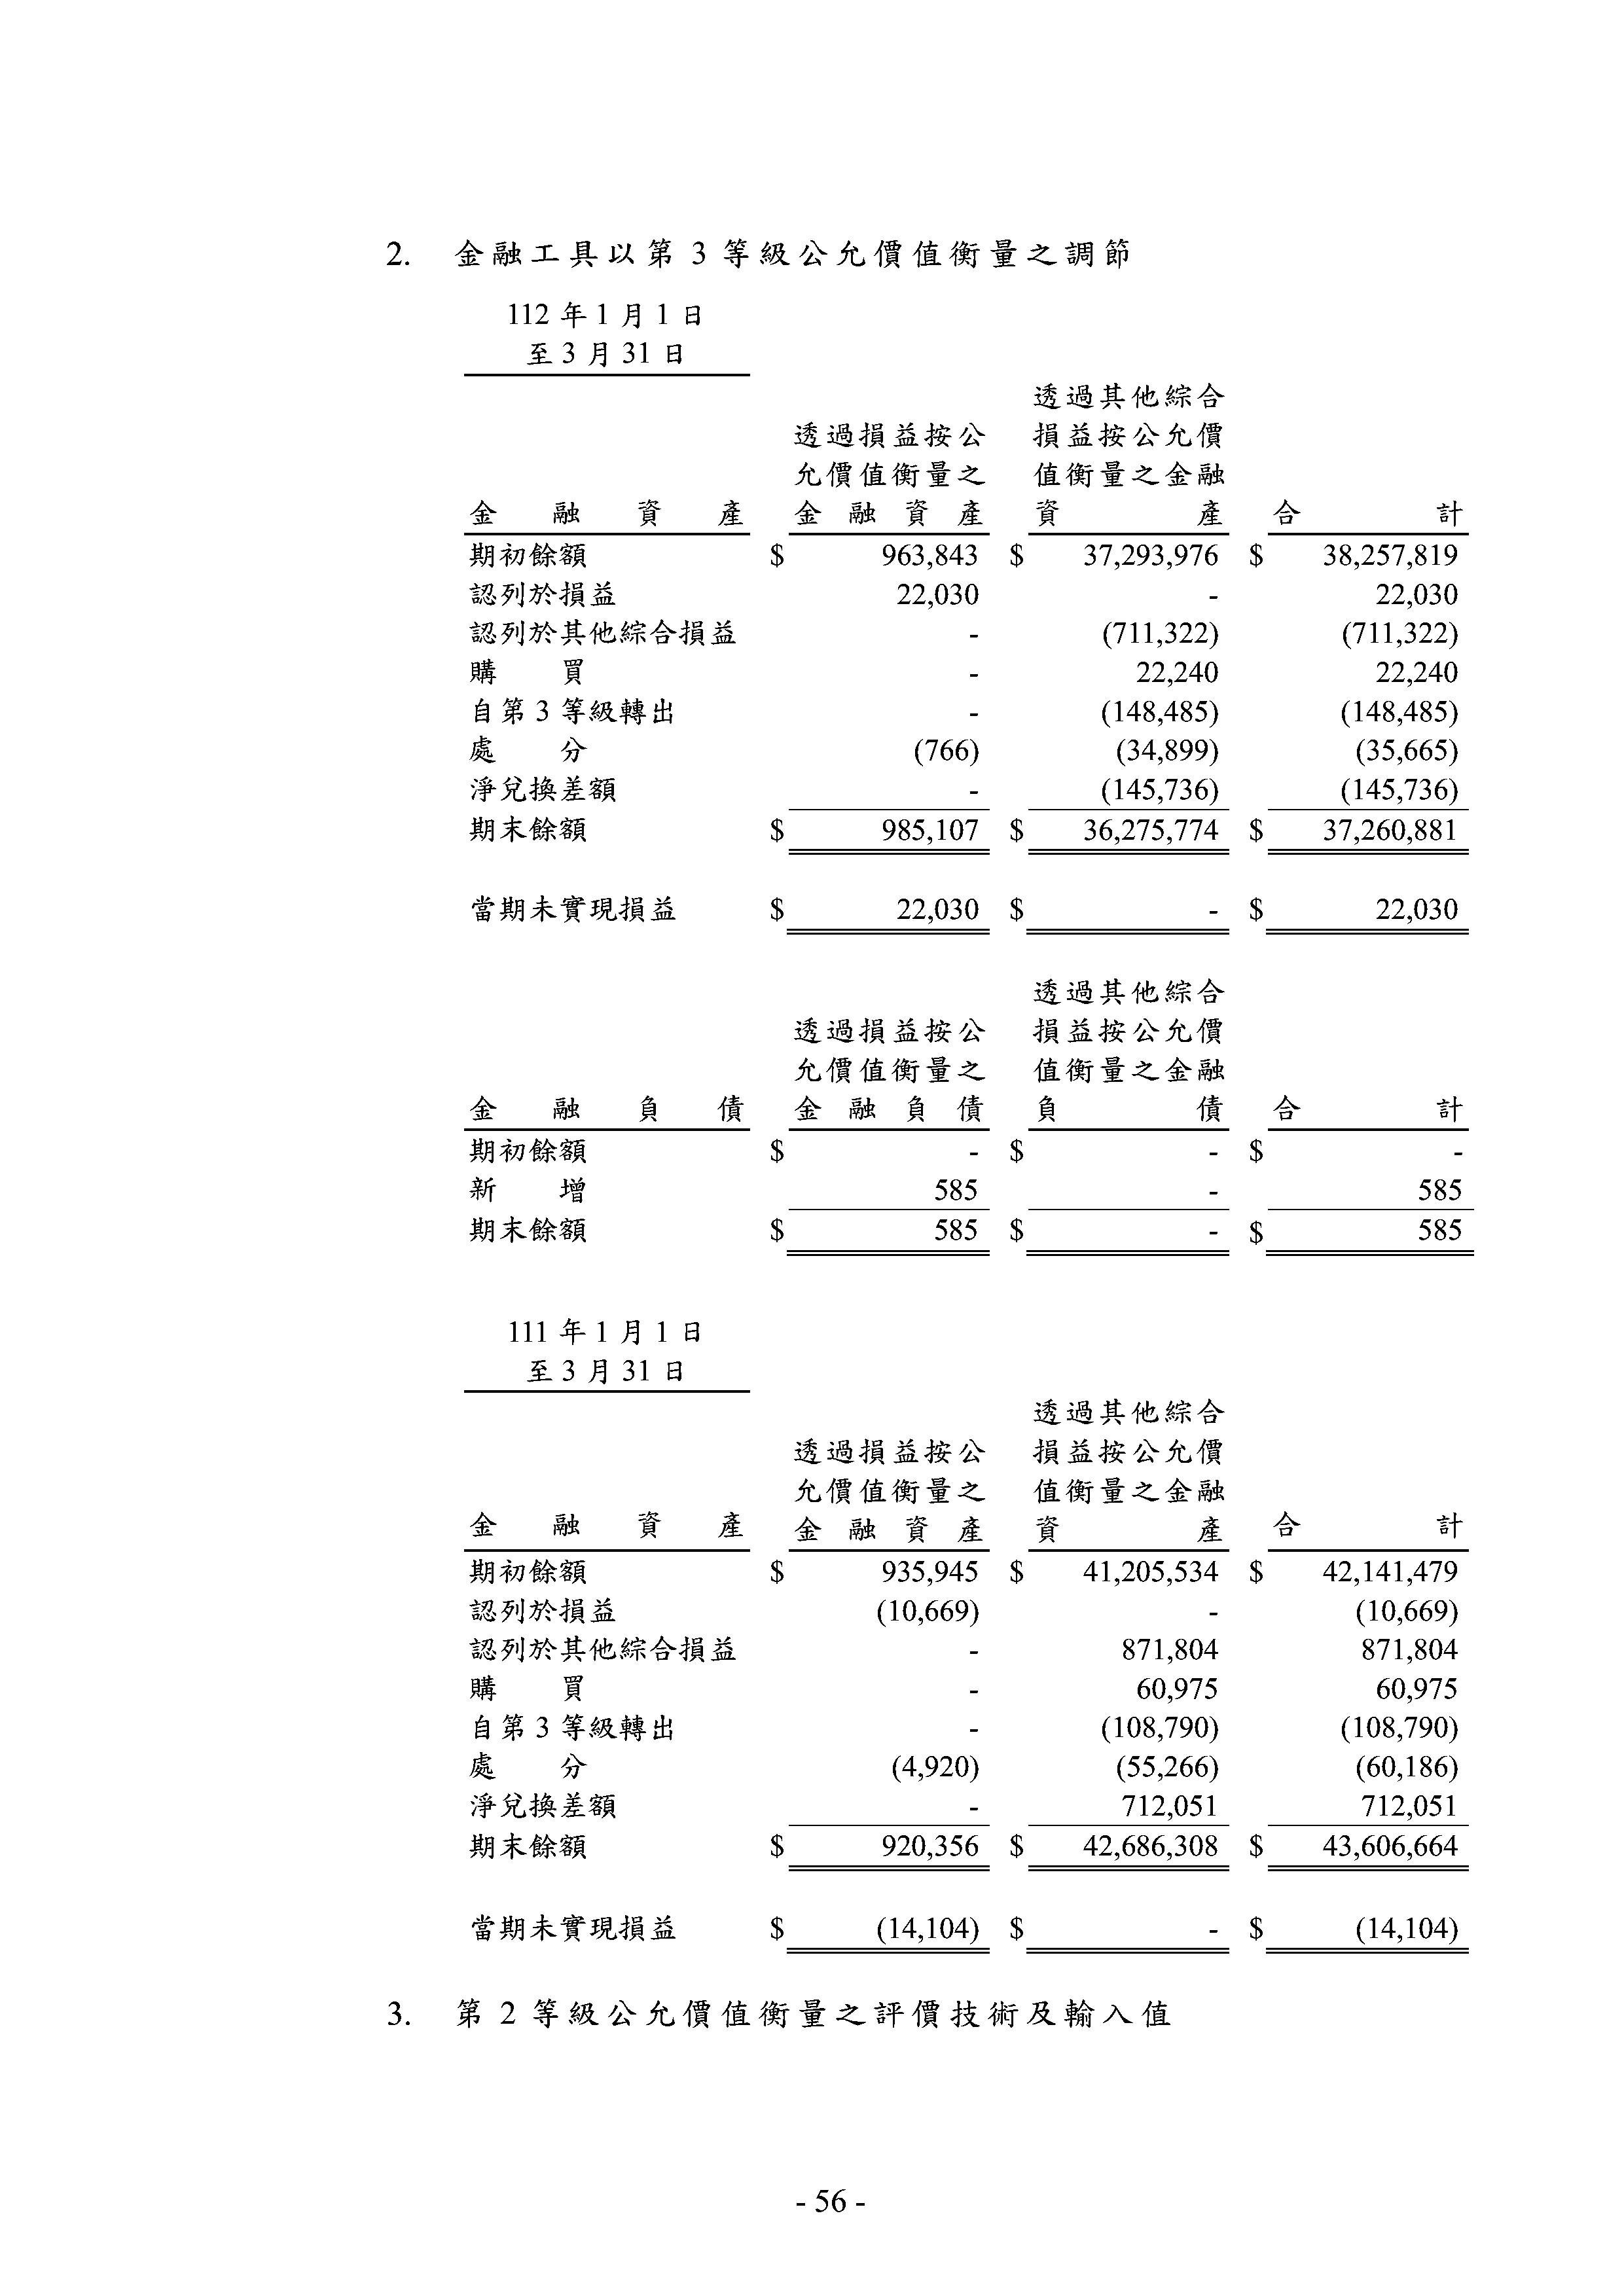 2. 金融工具以第 3 等級公允價值衡量之調節
112 年 1 月 1 日
至 3 月 31 日
透過其他綜合
透過損益按公 損益按公允價
允價值衡量之 值衡量之金融
金融資產 金融資產 資產 合計
期初餘額 $ 963,843 $ 37,293,976 $ 38,257,819
認列於損益 22,030 - 22,030
認列於其他綜合損益 - (711,322) (711,322)
購買 - 22,240 22,240
自第 3 等級轉出 - (148,485) (148,485)
處分 (766) (34,899) (35,665)
淨兌換差額 - (145,736) (145,736)
期末餘額 $ 985,107 $ 36,275,774 $ 37,260,881
當期未實現損益 $ 22,030 $ - $ 22,030
透過其他綜合
透過損益按公 損益按公允價
允價值衡量之 值衡量之金融
金融負債 金融負債 負債 合計
期初餘額 $ - $ - $ -
新增 585 - 585
期末餘額 $ 585 $ - $ 585
111 年 1 月 1 日
至 3 月 31 日
透過其他綜合
透過損益按公 損益按公允價
允價值衡量之 值衡量之金融
金融資產 金融資產 資產 合計
期初餘額 $ 935,945 $ 41,205,534 $ 42,141,479
認列於損益 (10,669) - (10,669)
認列於其他綜合損益 - 871,804 871,804
購買 - 60,975 60,975
自第 3 等級轉出 - (108,790) (108,790)
處分 (4,920) (55,266) (60,186)
淨兌換差額 - 712,051 712,051
期末餘額 $ 920,356 $ 42,686,308 $ 43,606,664
當期未實現損益 $ (14,104) $ - $ (14,104)
3. 第 2 等級公允價值衡量之評價技術及輸入值
- 56 -